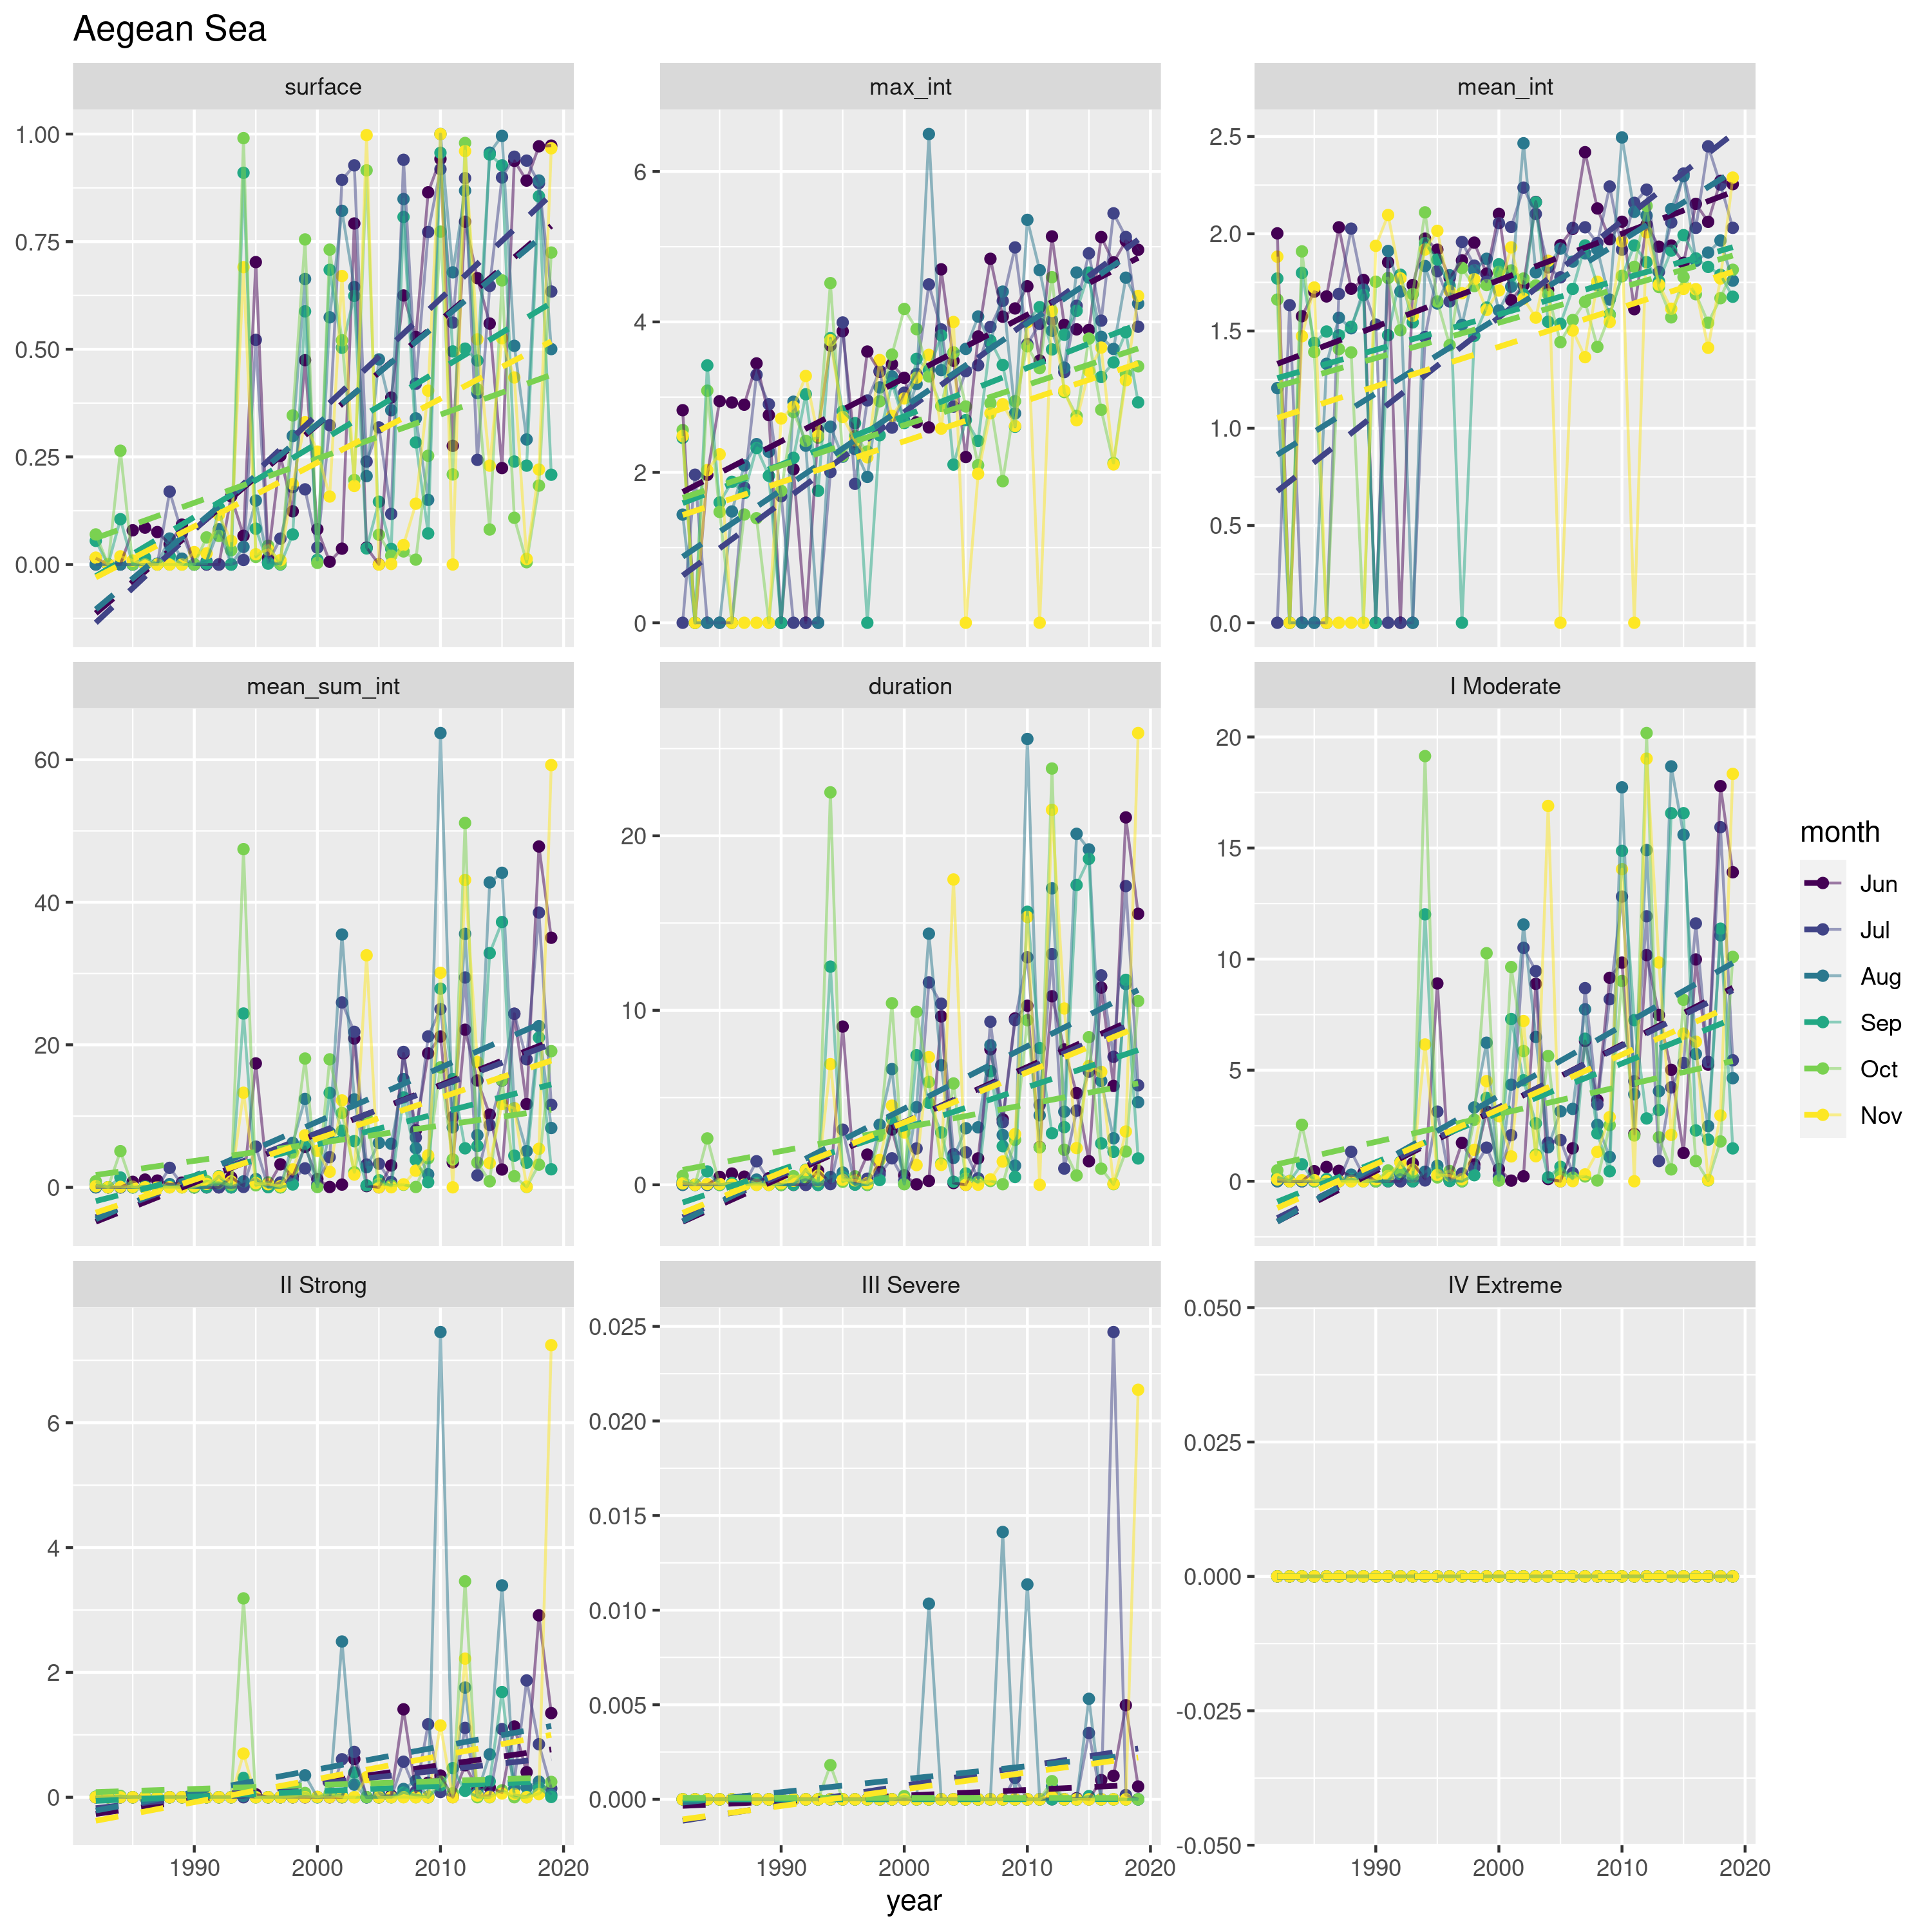 Aegean Sea
surface
max_int
mean_int
1.00
0.75
0.50
0.25
0.00
6
4
2
0
2.5
2.0
1.5
1.0
0.5
0.0
mean_sum_int
duration
I Moderate
60
40
20
0
20
10
0
20
15
10
5
0
II Strong
III Severe
IV Extreme
6
4
2
0
0.025
0.020
0.015
0.010
0.005
0.000
0.050
0.025
0.000
-0.025
-0.050
1990 2000 2010 2020
1990 2000 2010 2020
1990 2000 2010 2020
year
month
Jun
Jul
Aug
Sep
Oct
Nov